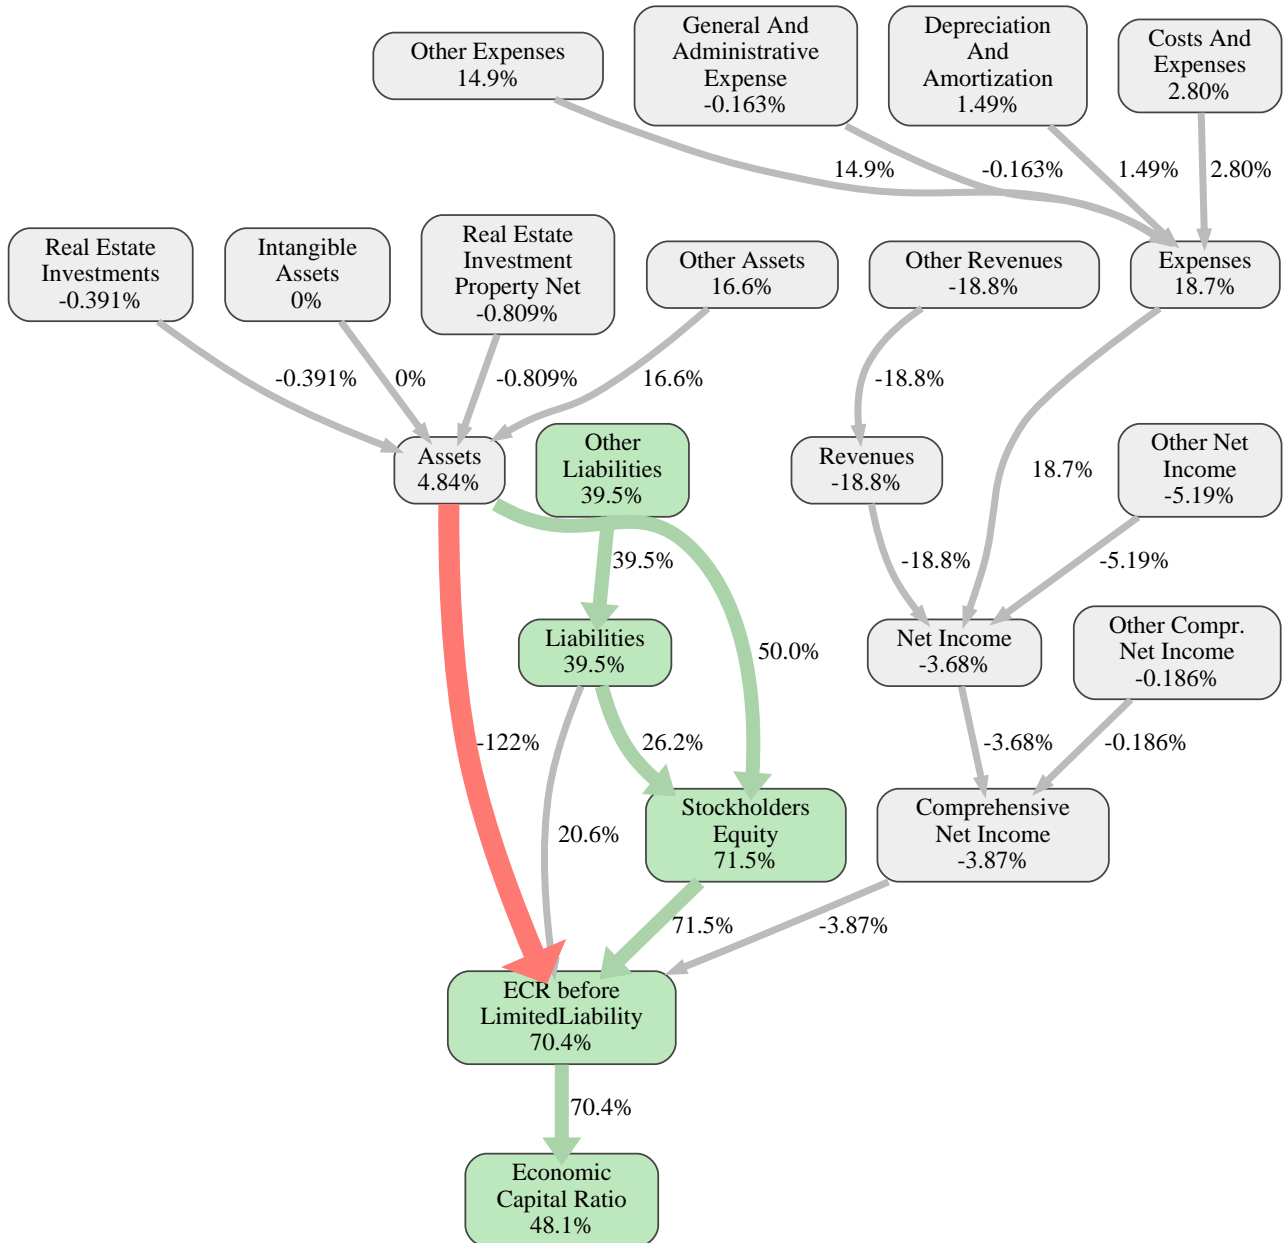 Other Expenses
14.9%
General And
Administrative
Expense
-0.163%
Depreciation
And
Amortization
1.49%
Costs And
Expenses
2.80%
14.9%
-0.163%
1.49%
2.80%
Real Estate
Investments
-0.391%
Intangible
Assets
0%
Real Estate
Investment
Property Net
-0.809%
Other Assets
16.6%
Other Revenues
-18.8%
Expenses
18.7%
-0.391%
0%
-0.809%
16.6%
-18.8%
Assets
4.84%
Other
Liabilities
39.5%
Revenues
-18.8%
18.7%
Other Net
Income
-5.19%
39.5%
-18.8%
-5.19%
Liabilities
39.5%
50.0%
Net Income
-3.68%
Other Compr.
Net Income
-0.186%
-122%
26.2%
-3.68%
-0.186%
20.6%
Stockholders
Equity
71.5%
Comprehensive
Net Income
-3.87%
71.5%
-3.87%
ECR before
LimitedLiability
70.4%
70.4%
Economic
Capital Ratio
48.1%